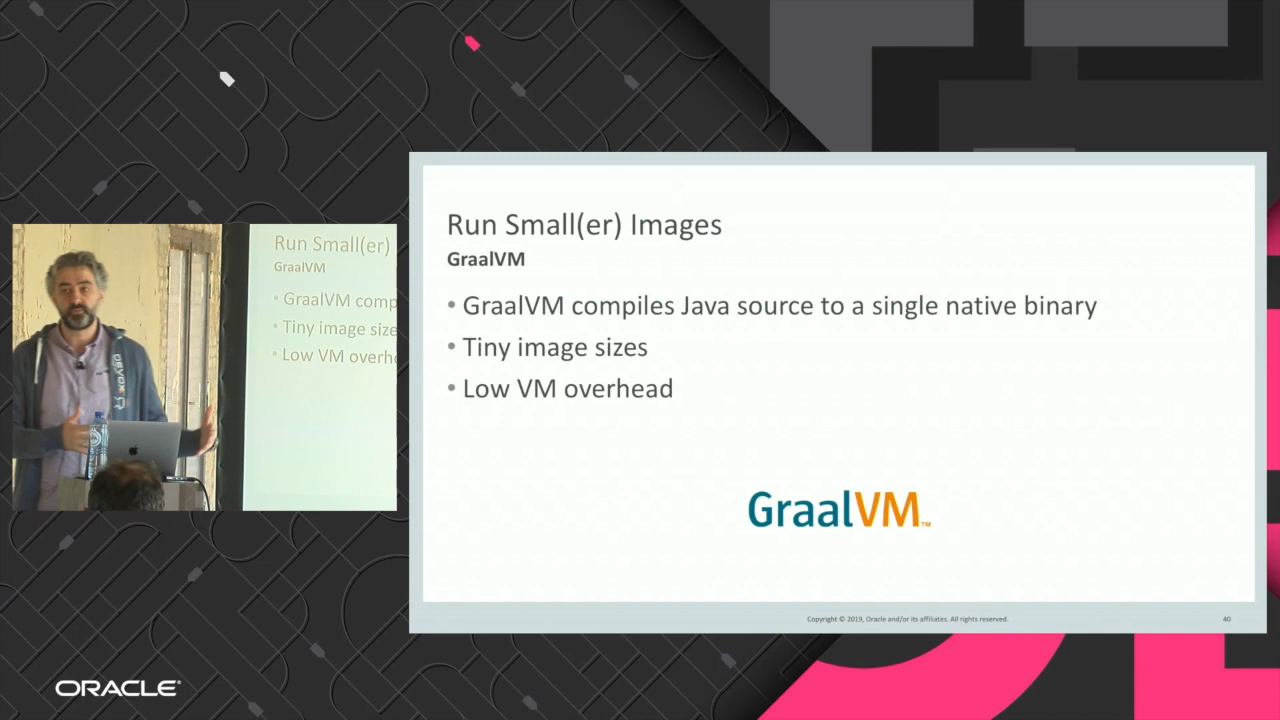 Run Small(er)
GraalVM
• GraalVM comp
• Tiny image size
• Low VM overhe
DEVOXX
Run Small(er) Images
GraalVM
• GraalVM compiles Java source to a single native binary
• Tiny image sizes
• Low VM overhead
GraalVM™
Copyright © 2019, Oracle and/or its affiliates. All rights reserved.
40
ORACLE®